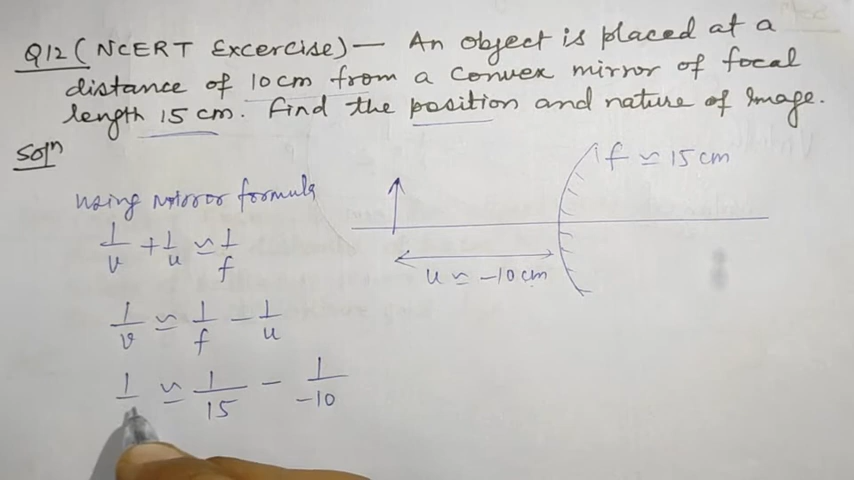 Q12 (NCERT Excercise) — An object is placed at a
distance of 10 cm from a convex mirror of focal
length 15 cm. Find the position and nature of Image.
Solⁿ
using mirror formula
1/v + 1/u ≃ 1/f
1/v ≃ 1/f - 1/u
1/ ≃ 1/15 - 1/-10
f ≃ 15 cm
u ≃ -10 cm